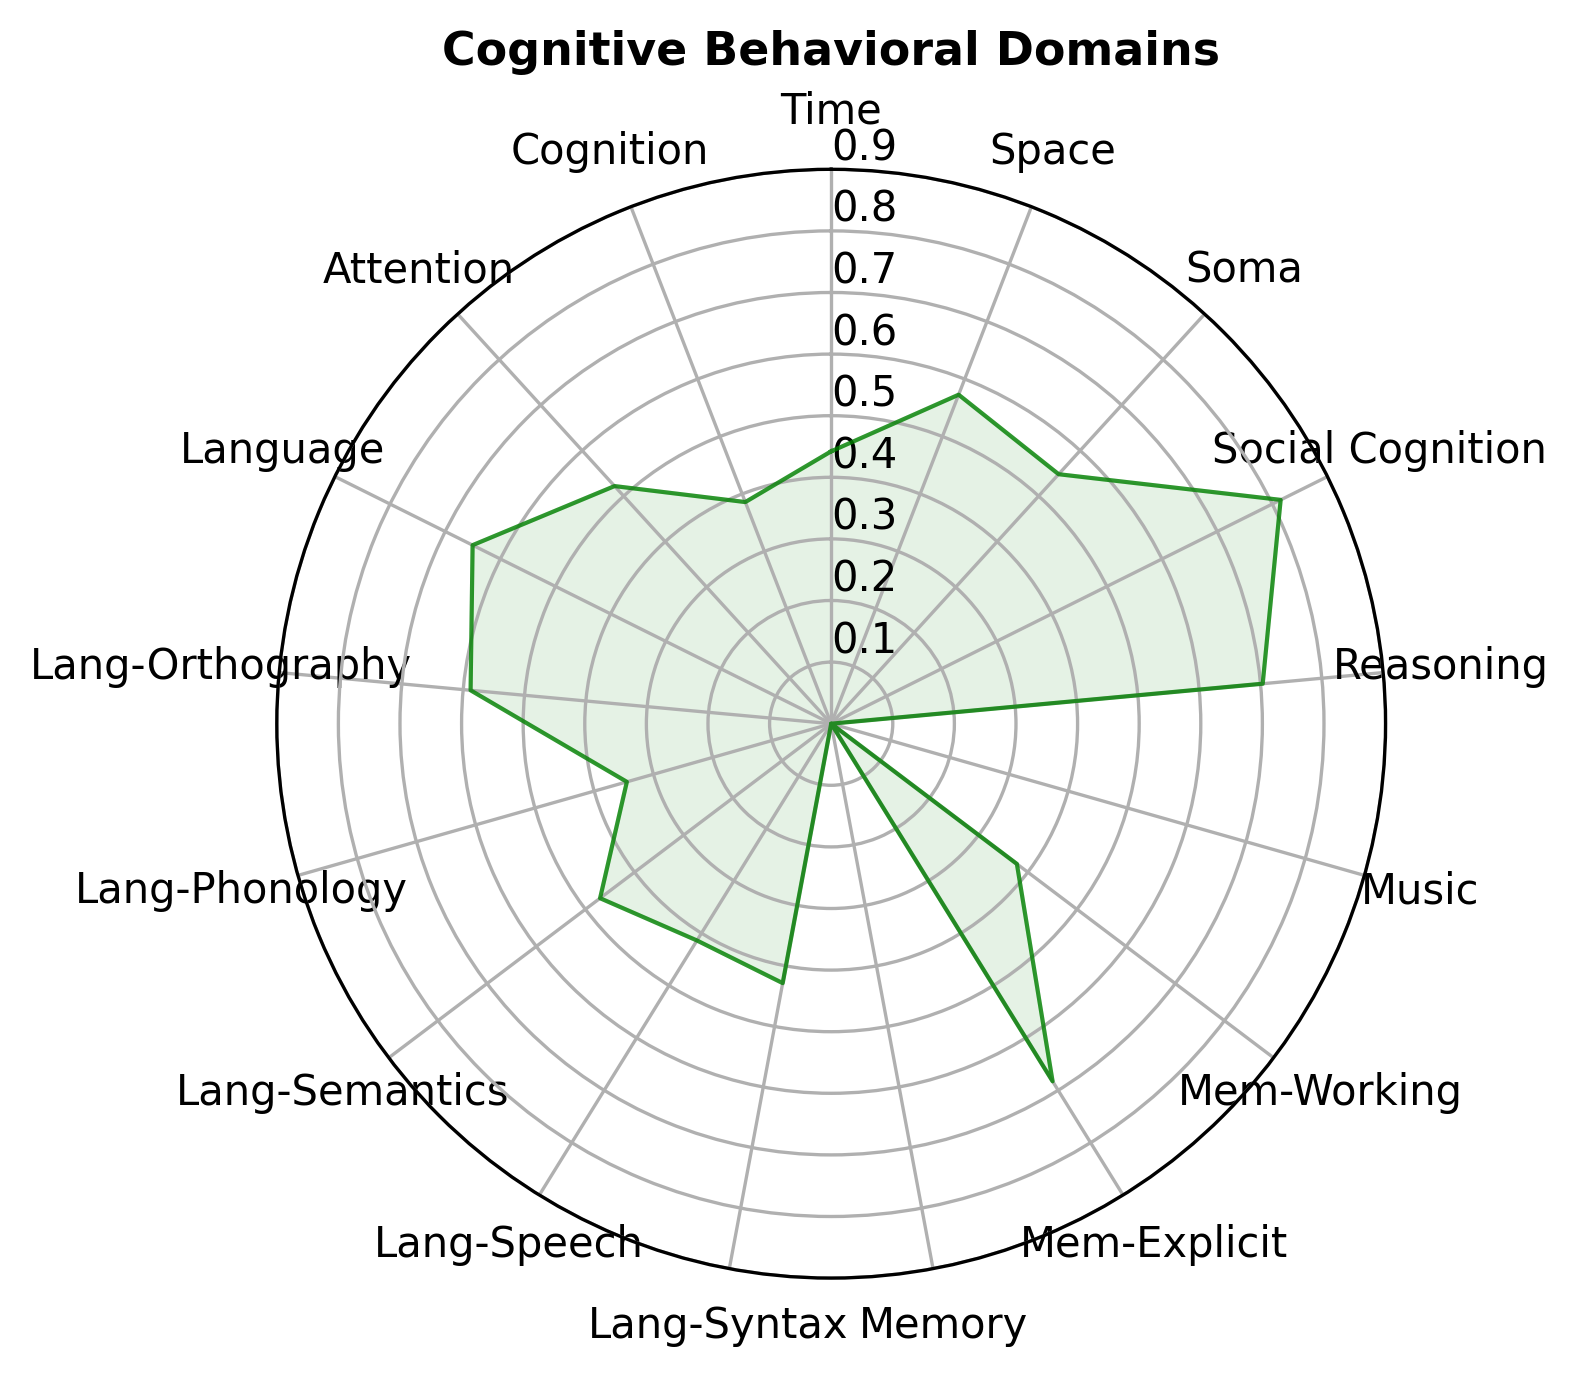 Cognitive Behavioral Domains
Time
0.9
Cognition
Space
0.8
Attention
0.7
Soma
0.6
0.5
Language
0.4
Social Cognition
0.3
0.2
0.1
Lang-Orthography
Reasoning
Lang-Phonology
Music
Lang-Semantics
Mem-Working
Lang-Speech
Mem-Explicit
Lang-Syntax
Memory